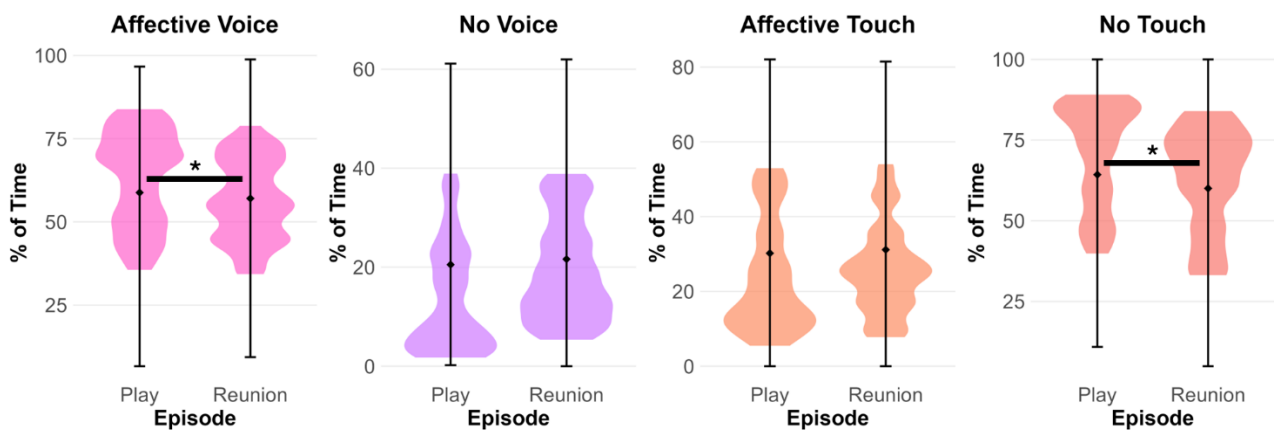 Affective Voice
% of Time
100
75
50
25
*
Play Reunion
Episode
No Voice
% of Time
60
40
20
0
Play Reunion
Episode
Affective Touch
% of Time
80
60
40
20
0
Play Reunion
Episode
No Touch
% of Time
100
75
50
25
*
Play Reunion
Episode